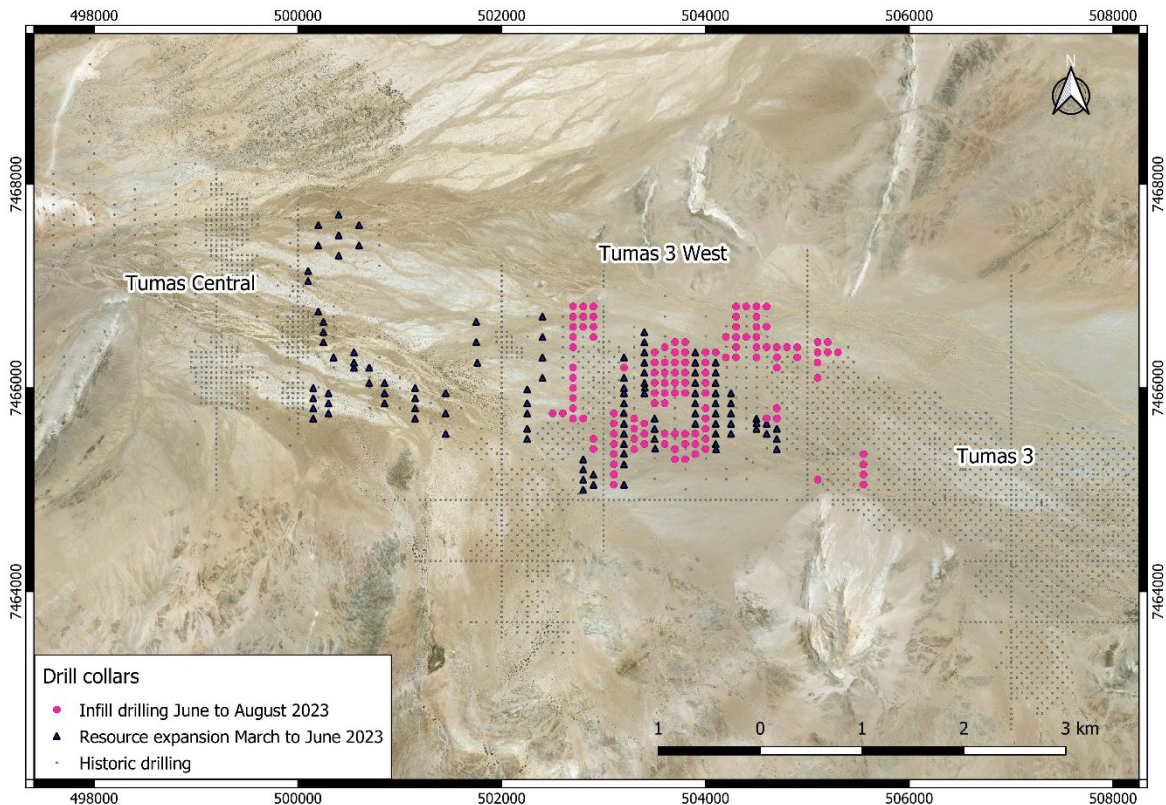 498000 500000 502000 504000 506000 508000
N
7468000 7468000
Tumas 3 West
Tumas Central
7466000 7466000
Tumas 3
7464000 7464000
Drill collars
Infill drilling June to August 2023
Resource expansion March to June 2023
Historic drilling
1 0 1 2 3 km
498000 500000 502000 504000 506000 508000